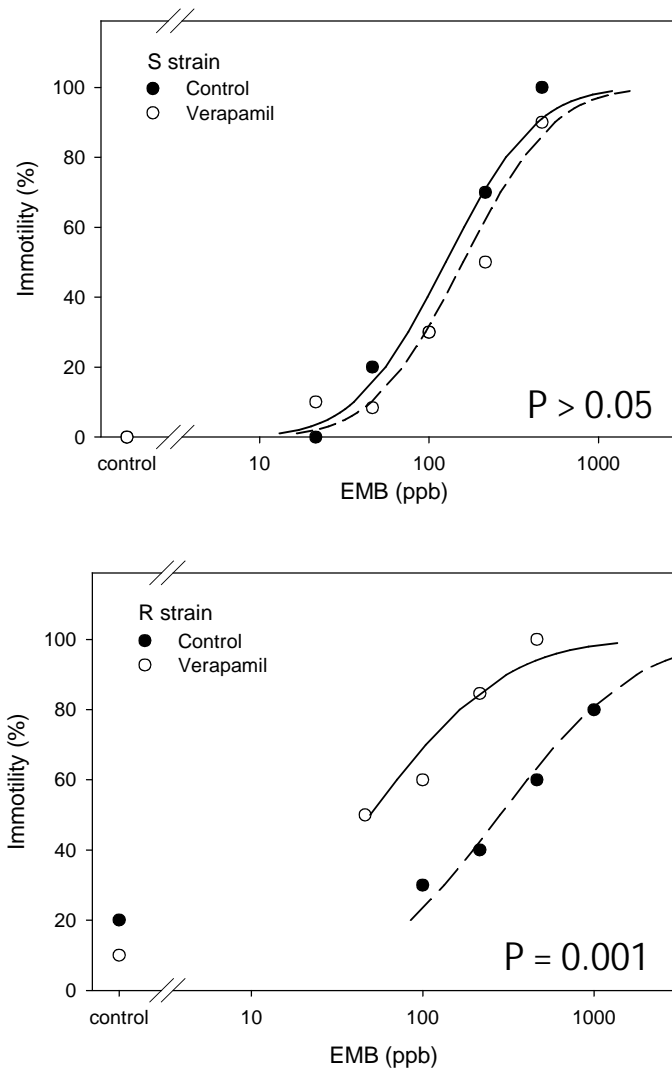 S strain
Control
Verapamil
100
80
60
40
20
0
Immotility (%)
P > 0.05
control
10
100
1000
EMB (ppb)
R strain
Control
Verapamil
100
80
60
40
20
0
Immotility (%)
P = 0.001
control
10
100
1000
EMB (ppb)